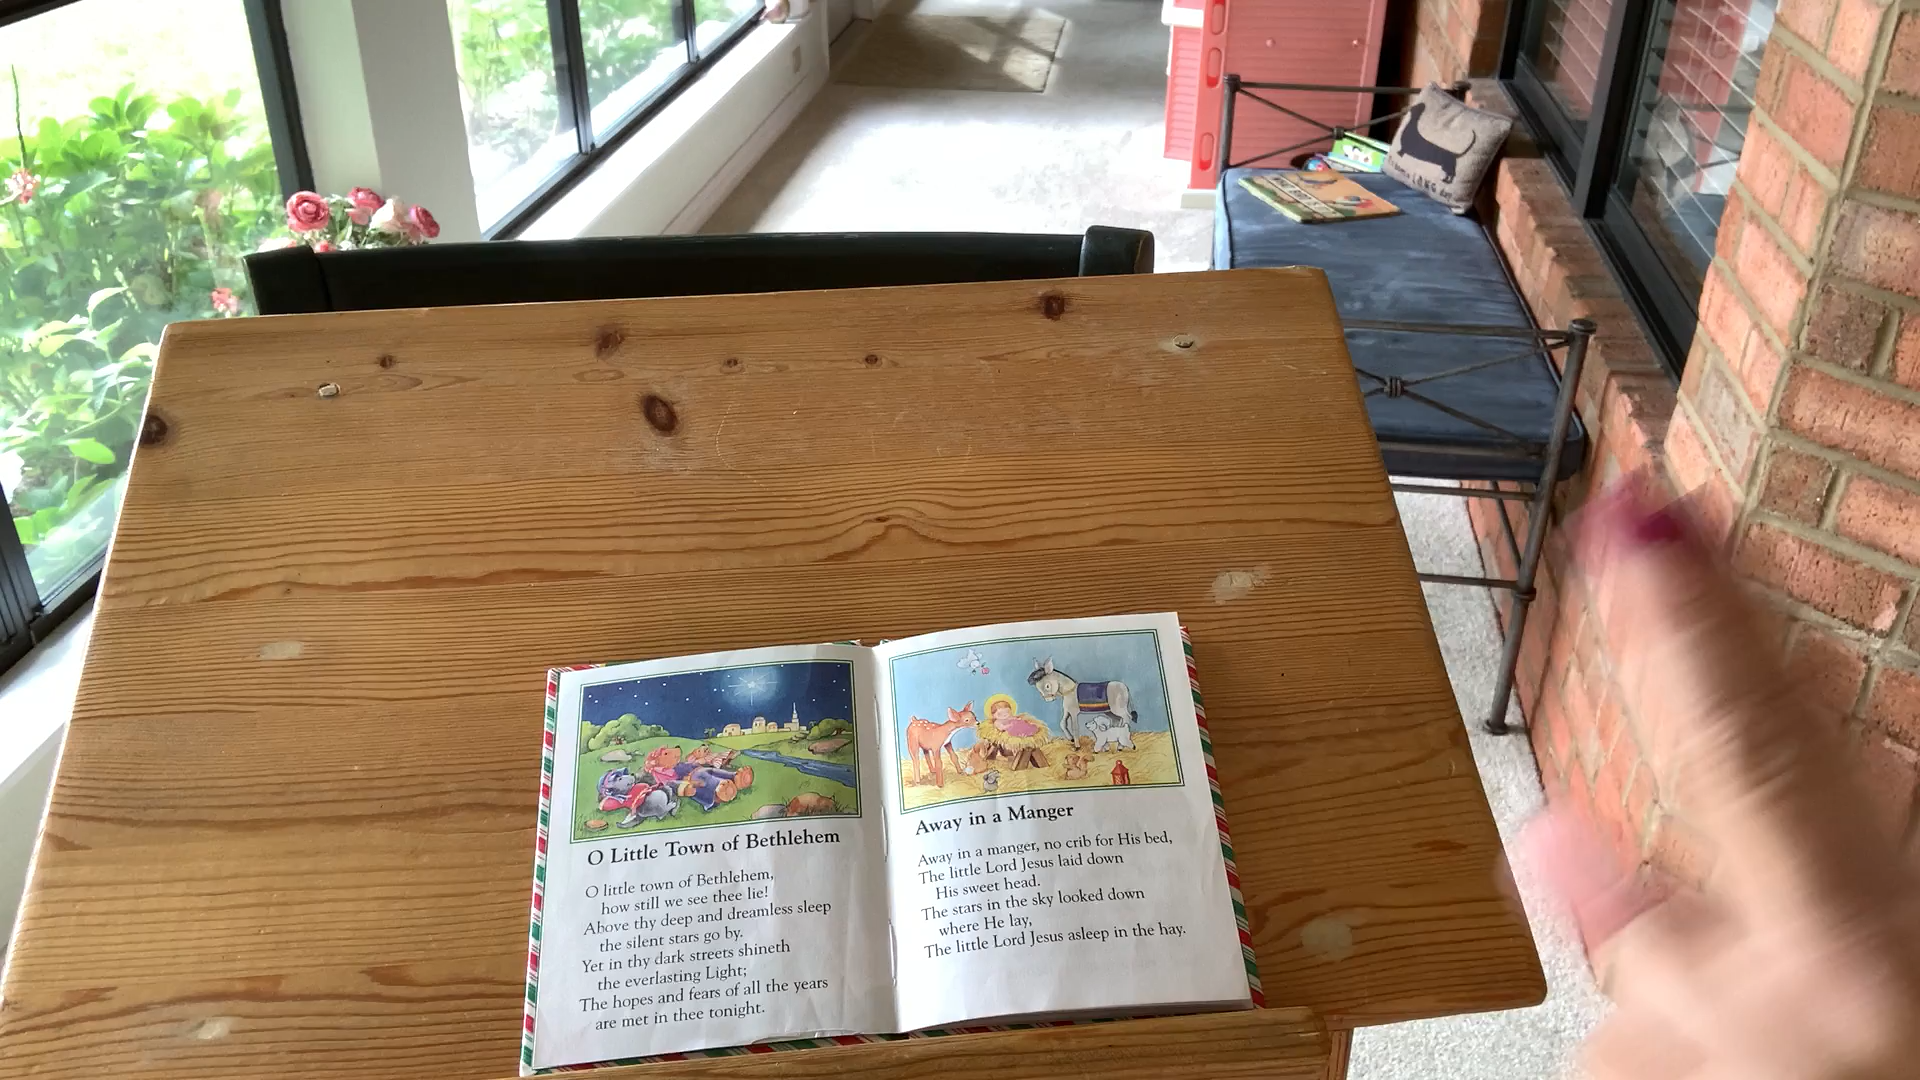 O Little Town of Bethlehem
O little town of Bethlehem,
how still we see thee lie!
Above thy deep and dreamless sleep
the silent stars go by.
Yet in thy dark streets shineth
the everlasting Light;
The hopes and fears of all the years
are met in thee tonight.
Away in a Manger
Away in a manger, no crib for His bed,
The little Lord Jesus laid down
His sweet head.
The stars in the sky looked down
where He lay,
The little Lord Jesus asleep in the hay.
LONG